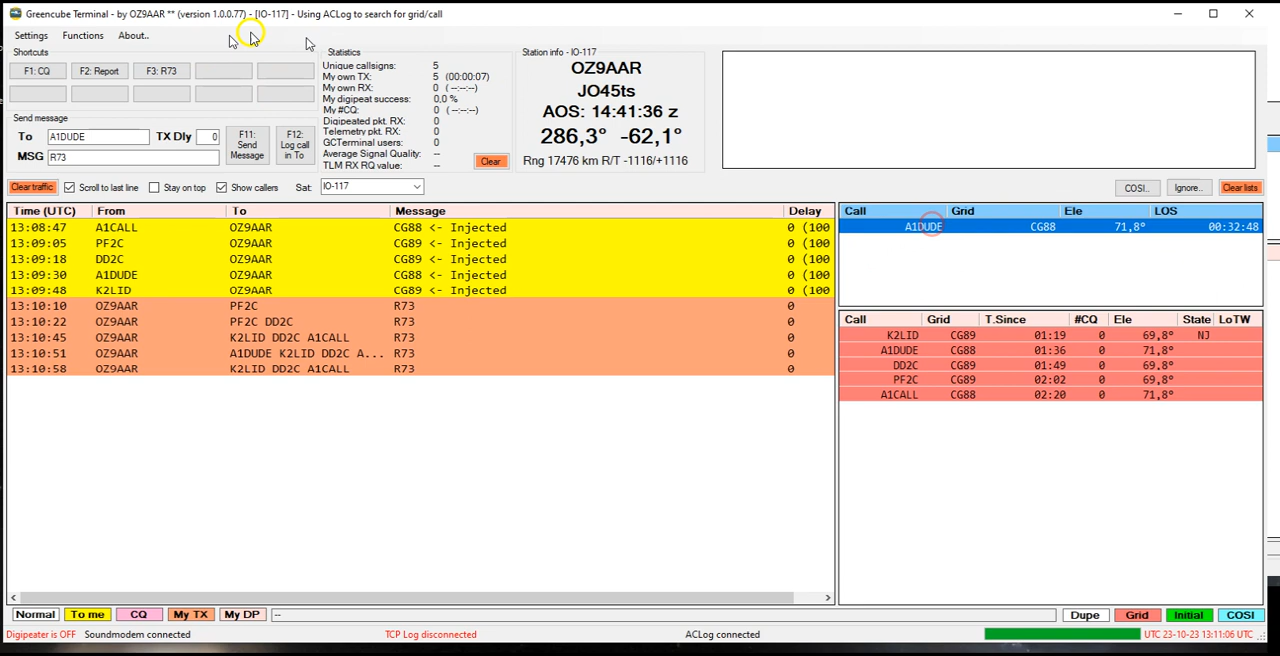 Greencube Terminal - by OZ9AAR ** (version 1.0.0.77) - [IO-117] - Using ACLog to search for grid/call
Settings Functions About..
Shortcuts
F1: CQ F2: Report F3: R73
Send message
To A1DUDE TX Dly 0
MSG R73
F11: Send Message
F12: Log call in To
Statistics
Unique callsigns: 5
My own TX: 5 (00:00:07)
My own RX: 0 (--:--:--)
My digipeat success: 0,0 %
My #CQ: 0 (--:--:--)
Digipeated pkt. RX: 0
Telemetry pkt. RX: 0
GCTerminal users: 0
Average Signal Quality: --
TLM RX RQ value: --
Clear
Station info - IO-117
OZ9AAR
JO45ts
AOS: 14:41:36 z
286,3° -62,1°
Rng 17476 km R/T -1116/+1116
Clear traffic Scroll to last line Stay on top Show callers Sat: IO-117
COSI.. Ignore.. Clear lists
Time (UTC) From To Message Delay
13:08:47 A1CALL OZ9AAR CG88 <- Injected 0 (100
13:09:05 PF2C OZ9AAR CG89 <- Injected 0 (100
13:09:18 DD2C OZ9AAR CG89 <- Injected 0 (100
13:09:30 A1DUDE OZ9AAR CG88 <- Injected 0 (100
13:09:48 K2LID OZ9AAR CG89 <- Injected 0 (100
13:10:10 OZ9AAR PF2C R73 0
13:10:22 OZ9AAR PF2C DD2C R73 0
13:10:45 OZ9AAR K2LID DD2C A1CALL R73 0
13:10:51 OZ9AAR A1DUDE K2LID DD2C A... R73 0
13:10:58 OZ9AAR K2LID DD2C A1CALL R73 0
Call Grid Ele LOS
A1DUDE CG88 71,8° 00:32:48
Call Grid T.Since #CQ Ele State LoTW
K2LID CG89 01:19 0 69,8° NJ
A1DUDE CG88 01:36 0 71,8°
DD2C CG89 01:49 0 69,8°
PF2C CG89 02:02 0 69,8°
A1CALL CG88 02:20 0 71,8°
Normal To me CQ My TX My DP --
Dupe Grid Initial COSI
Digipeater is OFF Soundmodem connected TCP Log disconnected ACLog connected UTC 23-10-23 13:11:06 UTC